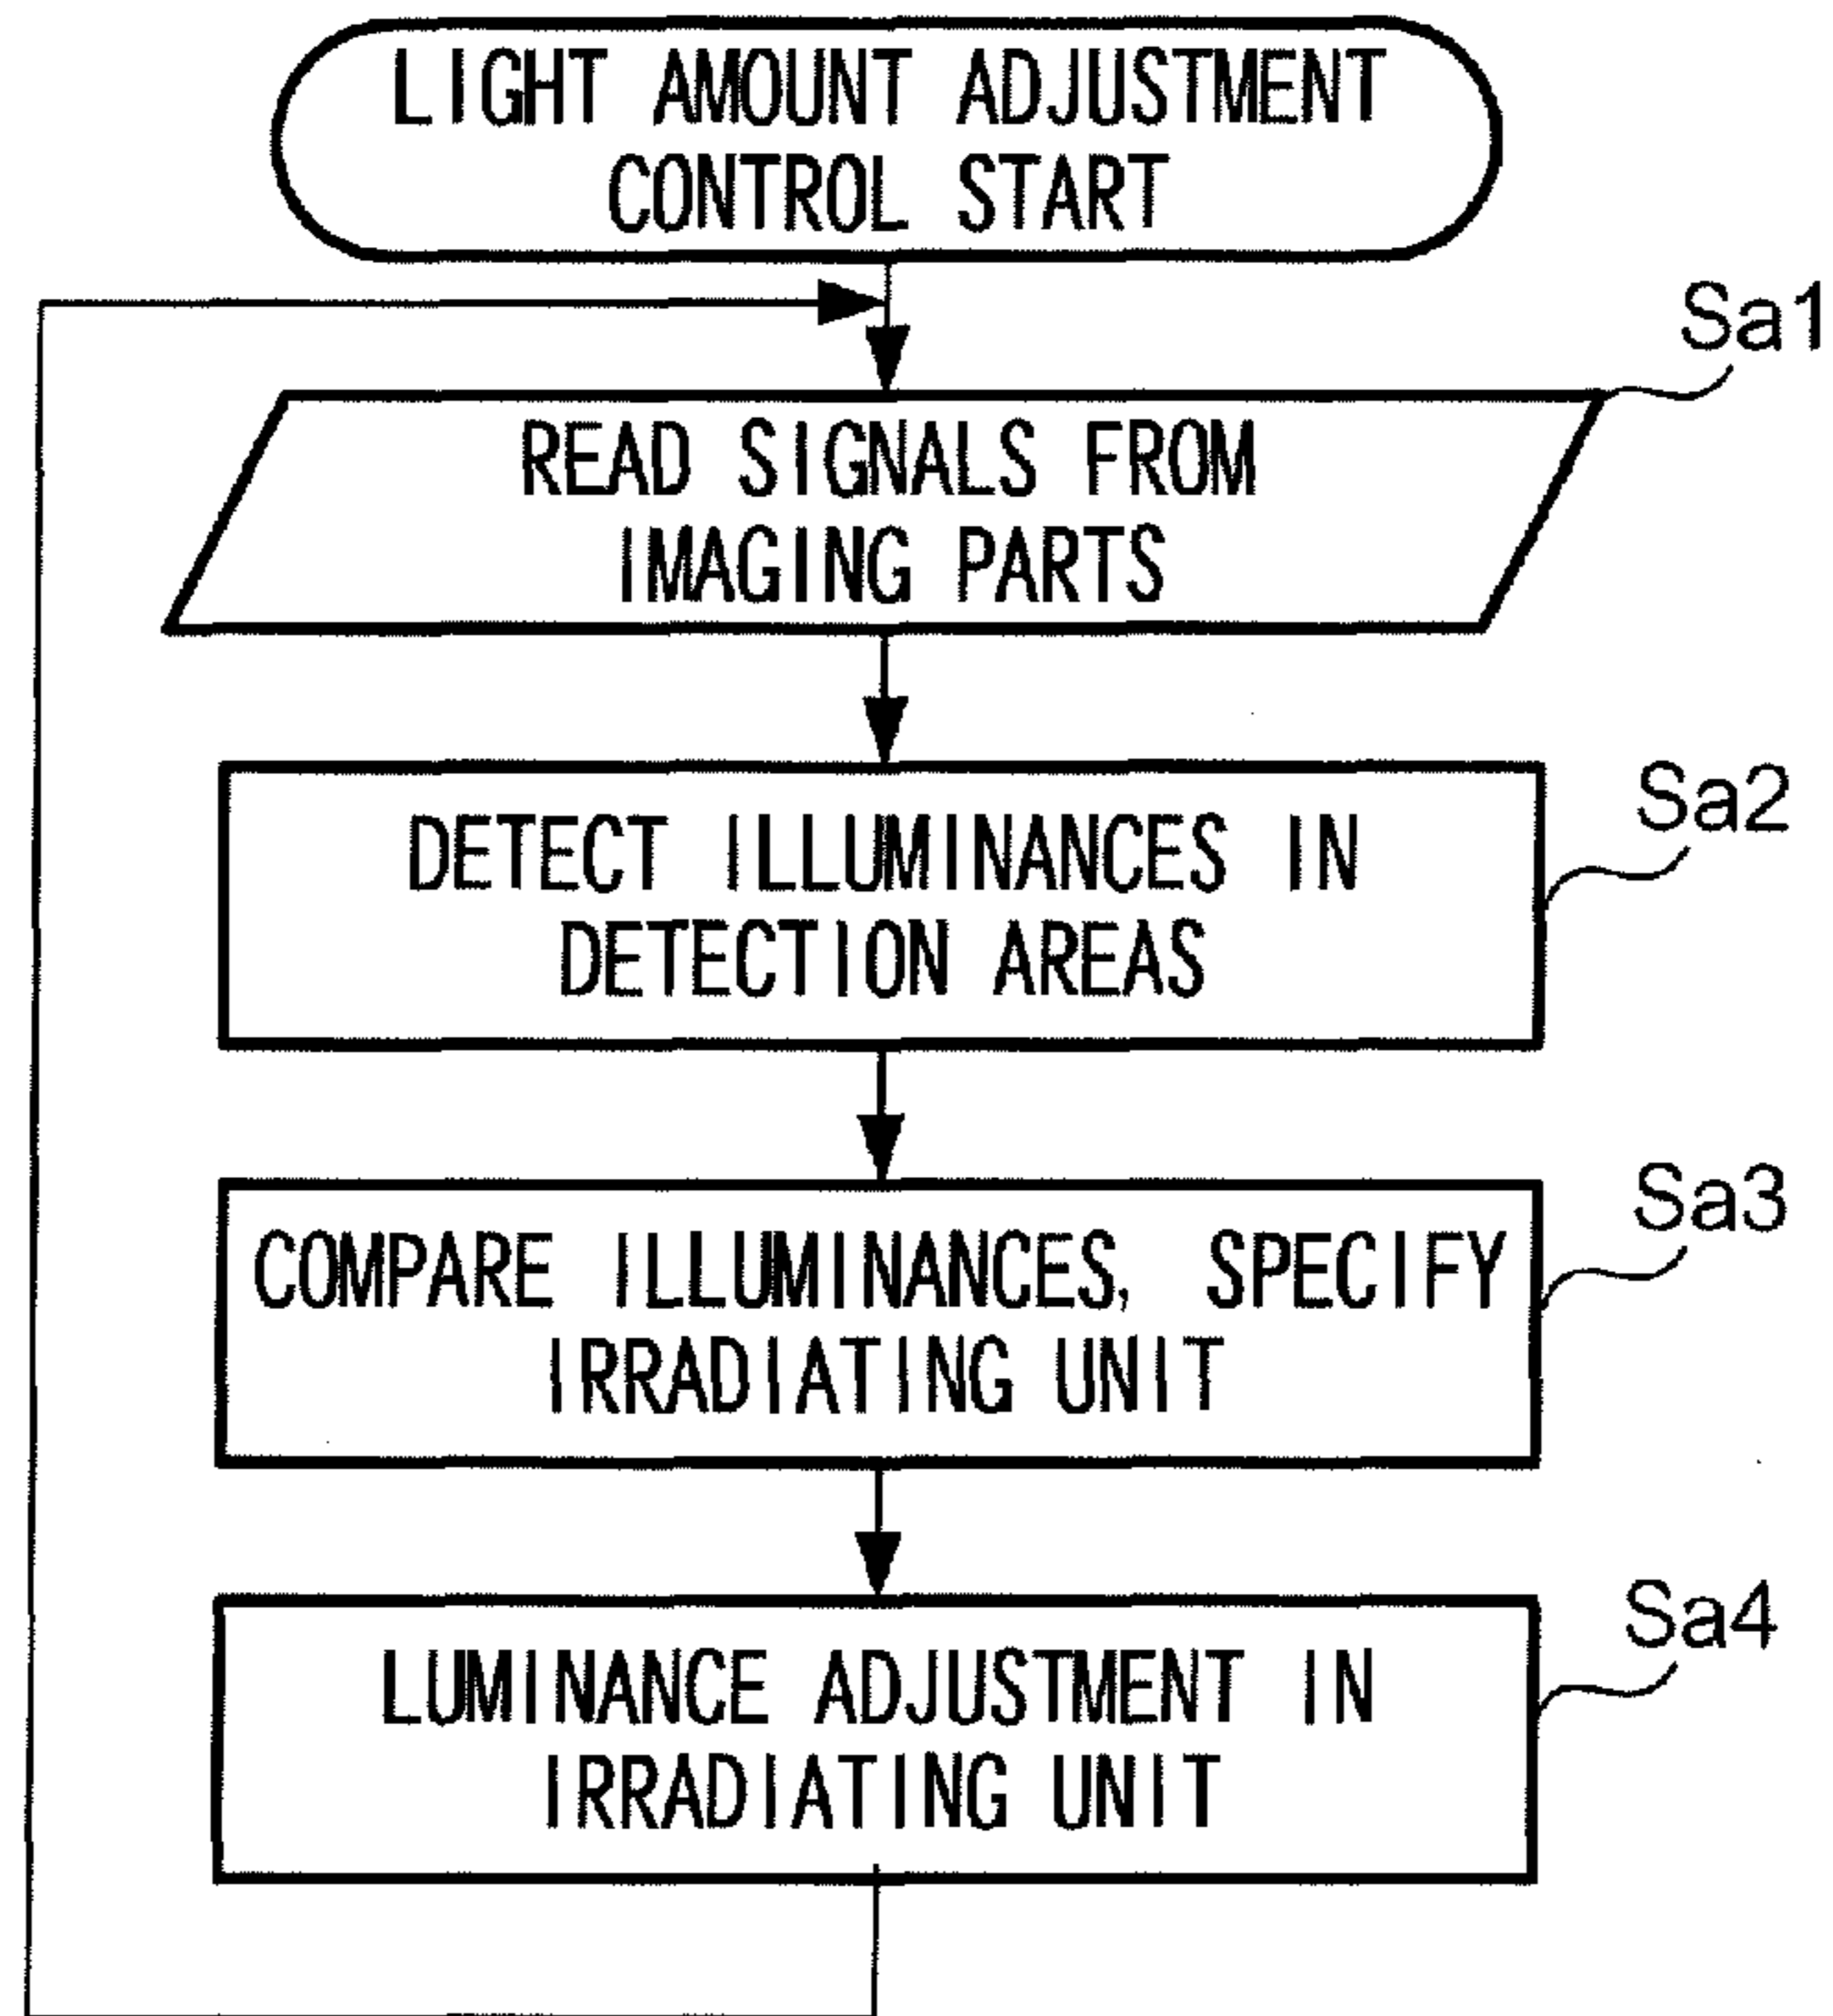 LIGHT AMOUNT ADJUSTMENT
CONTROL START
Sa1
READ SIGNALS FROM
IMAGING PARTS
Sa2
DETECT ILLUMINANCES IN
DETECTION AREAS
Sa3
COMPARE ILLUMINANCES, SPECIFY
IRRADIATING UNIT
Sa4
LUMINANCE ADJUSTMENT IN
IRRADIATING UNIT